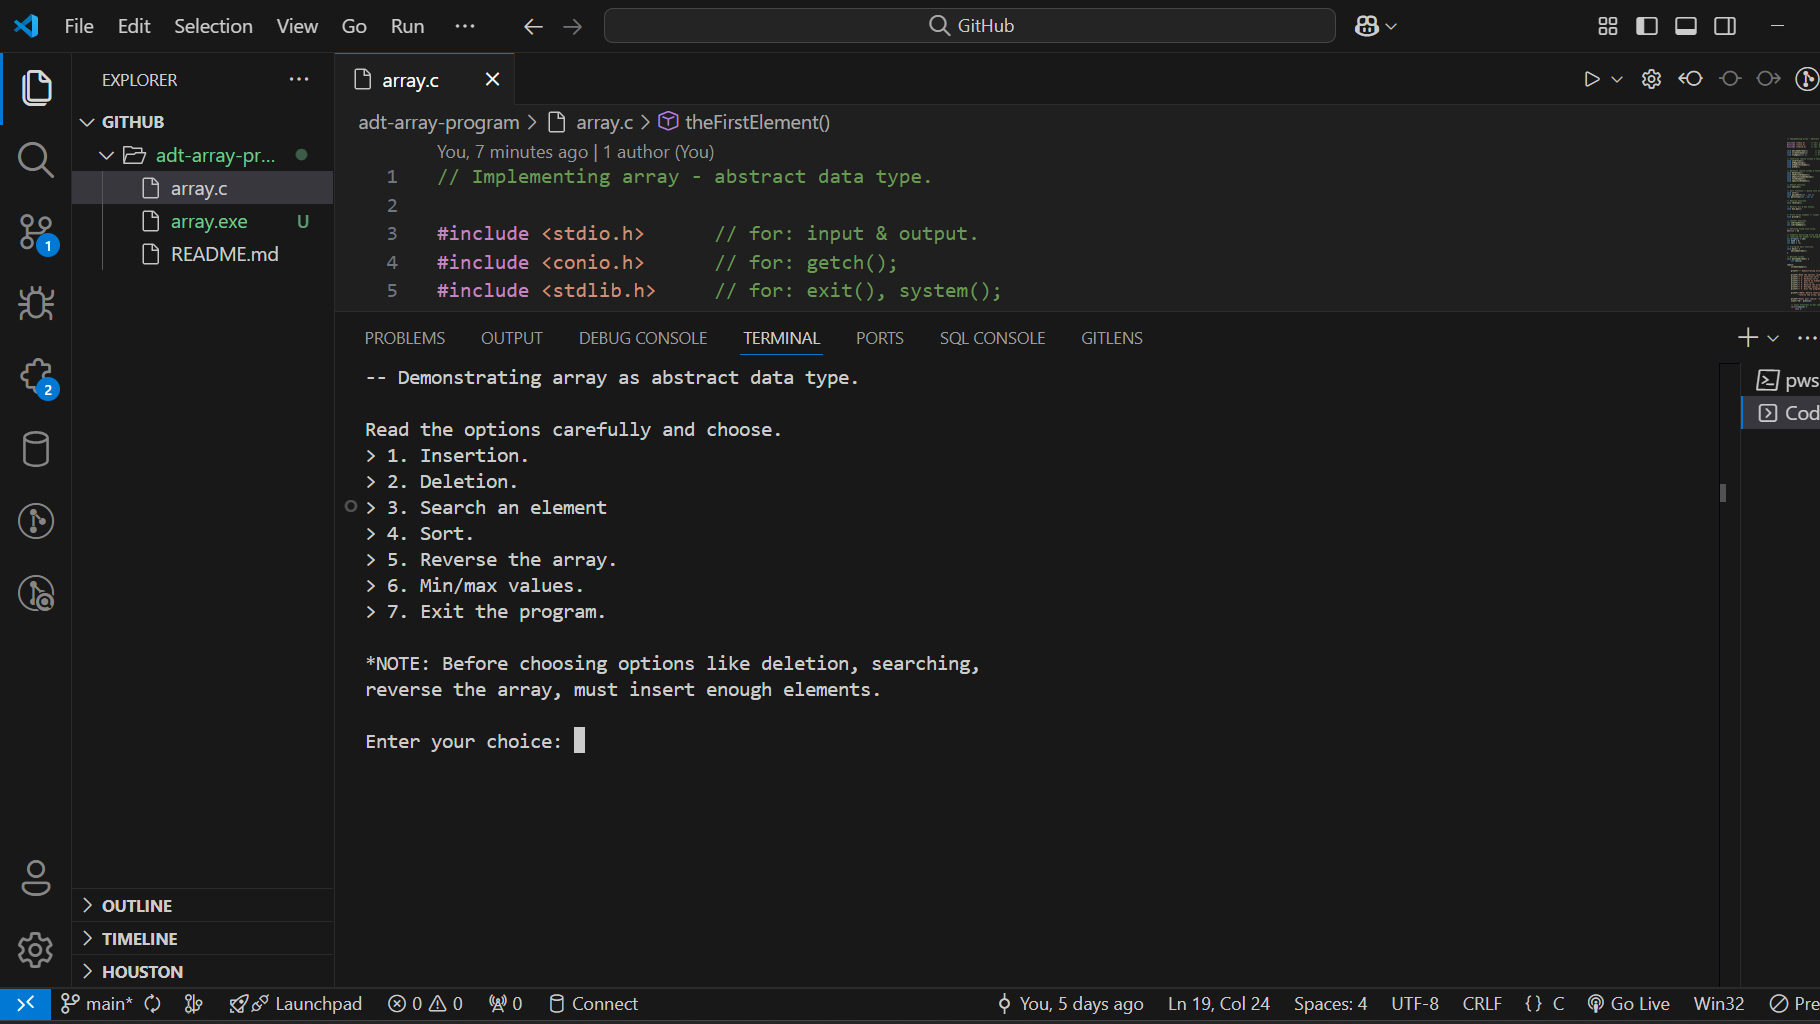 File Edit Selection View Go Run ··· GitHub
EXPLORER ···
GITHUB
adt-array-pr...
array.c
array.exe U
README.md
1
2
OUTLINE
TIMELINE
HOUSTON
array.c
adt-array-program > array.c > theFirstElement()
You, 7 minutes ago | 1 author (You)
1 // Implementing array - abstract data type.
2
3 #include <stdio.h> // for: input & output.
4 #include <conio.h> // for: getch();
5 #include <stdlib.h> // for: exit(), system();
PROBLEMS OUTPUT DEBUG CONSOLE TERMINAL PORTS SQL CONSOLE GITLENS
-- Demonstrating array as abstract data type.
Read the options carefully and choose.
> 1. Insertion.
> 2. Deletion.
> 3. Search an element
> 4. Sort.
> 5. Reverse the array.
> 6. Min/max values.
> 7. Exit the program.
*NOTE: Before choosing options like deletion, searching,
reverse the array, must insert enough elements.
Enter your choice:
pws
Cod
main* Launchpad 0 0 0 Connect You, 5 days ago Ln 19, Col 24 Spaces: 4 UTF-8 CRLF {} C Go Live Win32 Pre